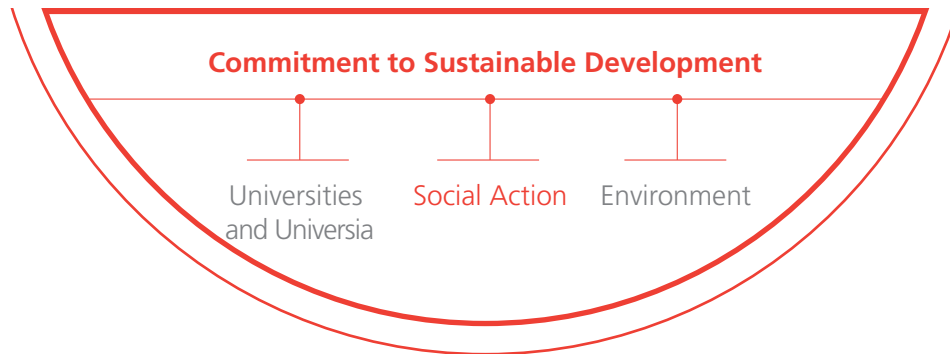 Commitment to Sustainable Development
Universities
and Universia
Social Action
Environment